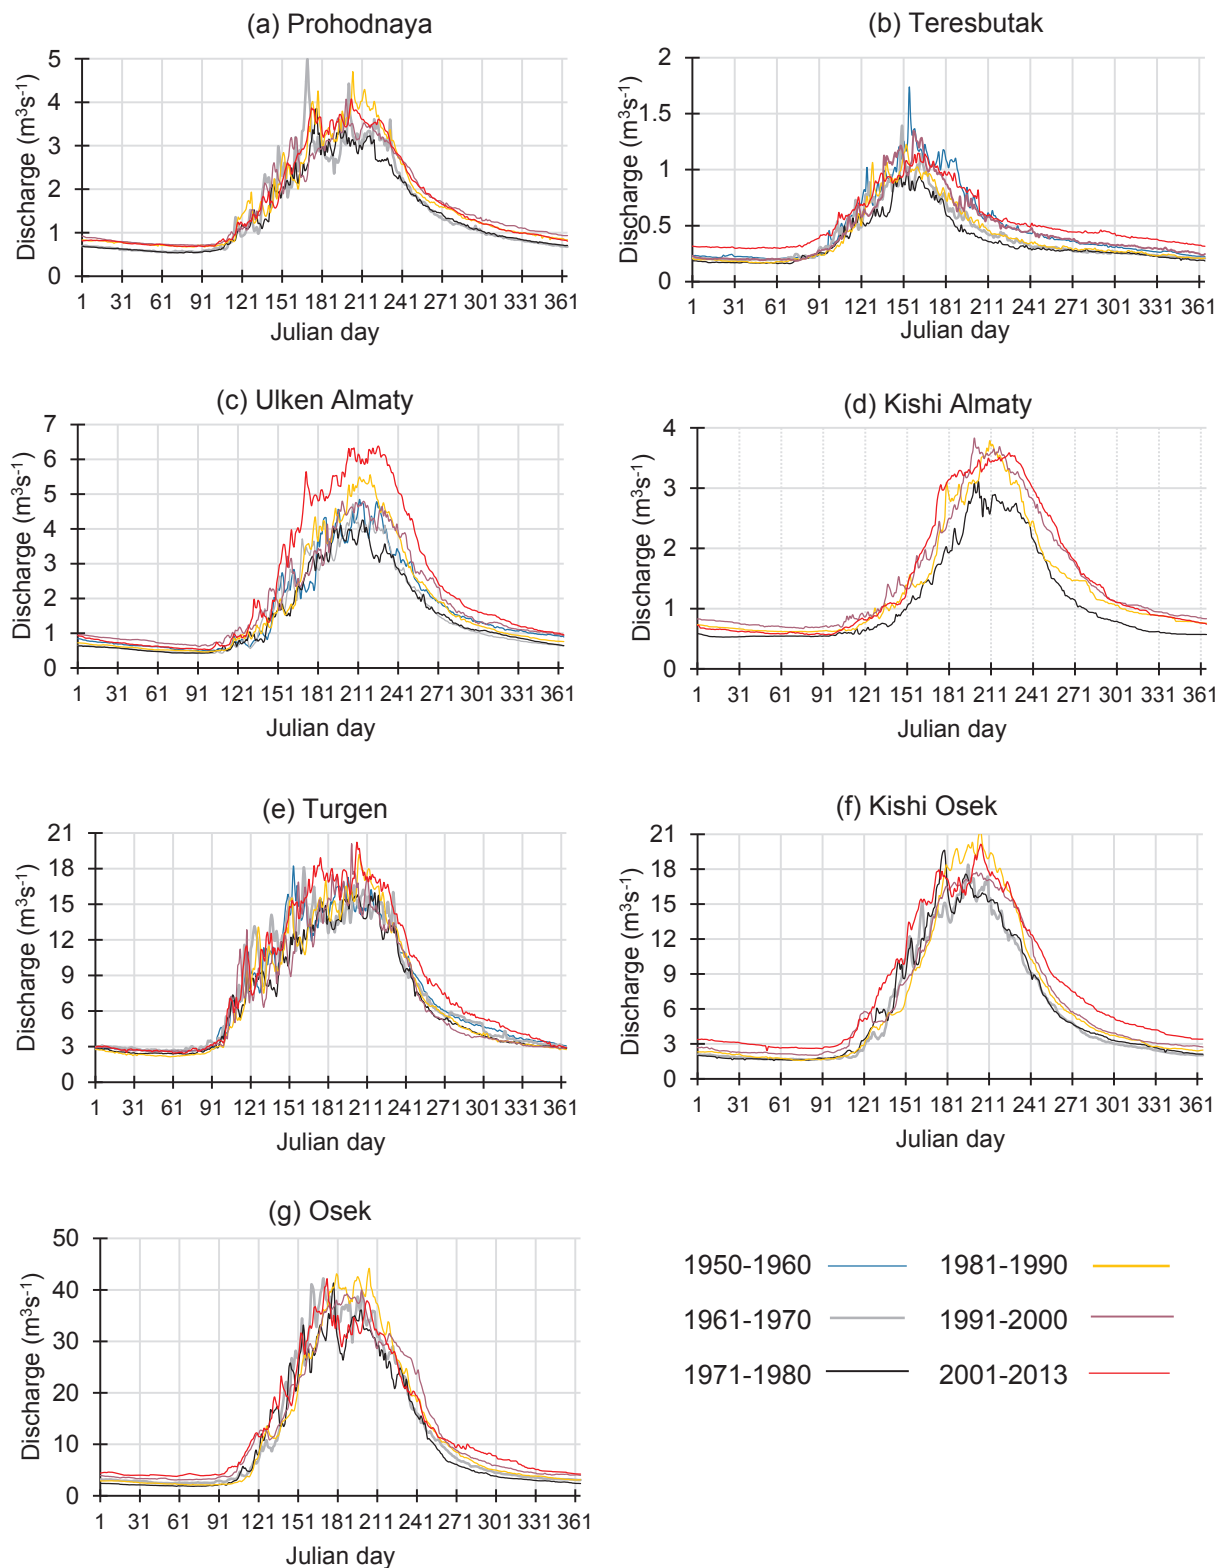 (a) Prohodnaya
Discharge (m³s⁻¹)
5
4
3
2
1
0
1 31 61 91 121 151 181 211 241 271 301 331 361
Julian day
(b) Teresbutak
Discharge (m³s⁻¹)
2
1.5
1
0.5
0
1 31 61 91 121 151 181 211 241 271 301 331 361
Julian day
(c) Ulken Almaty
Discharge (m³s⁻¹)
7
6
5
4
3
2
1
0
1 31 61 91 121 151 181 211 241 271 301 331 361
Julian day
(d) Kishi Almaty
Discharge (m³s⁻¹)
4
3
2
1
0
1 31 61 91 121 151 181 211 241 271 301 331 361
Julian day
(e) Turgen
Discharge (m³s⁻¹)
21
18
15
12
9
6
3
0
1 31 61 91 121 151 181 211 241 271 301 331 361
Julian day
(f) Kishi Osek
Discharge (m³s⁻¹)
21
18
15
12
9
6
3
0
1 31 61 91 121 151 181 211 241 271 301 331 361
Julian day
(g) Osek
Discharge (m³s⁻¹)
50
40
30
20
10
0
1 31 61 91 121 151 181 211 241 271 301 331 361
Julian day
1950-1960 1981-1990
1961-1970 1991-2000
1971-1980 2001-2013